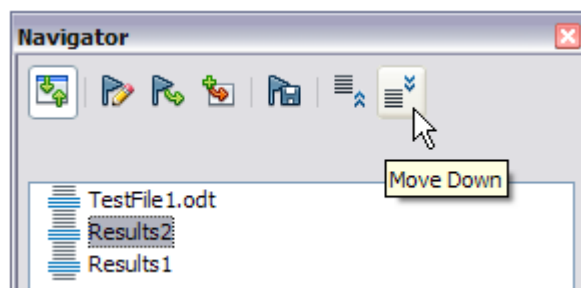 Navigator
Move Down
TestFile1.odt
Results2
Results1